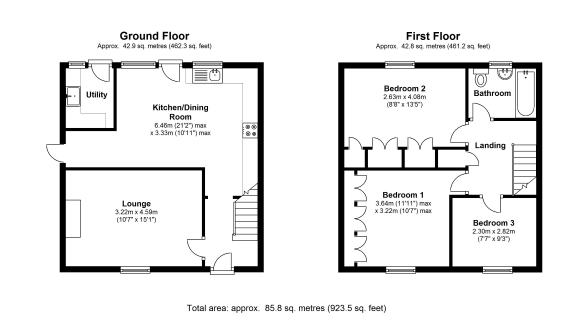 Ground Floor
Approx. 42.9 sq. metres (462.3 sq. feet)
Utility
Kitchen/Dining
Room
6.46m (21'2") max
x 3.33m (10'11") max
Lounge
3.22m x 4.59m
(10'7" x 15'1")
First Floor
Approx. 42.8 sq. metres (461.2 sq. feet)
Bedroom 2
2.63m x 4.08m
(8'8" x 13'5")
Bathroom
Landing
Bedroom 1
3.64m (11'11") max
x 3.22m (10'7") max
Bedroom 3
2.30m x 2.82m
(7'7" x 9'3")
Total area: approx. 85.8 sq. metres (923.5 sq. feet)